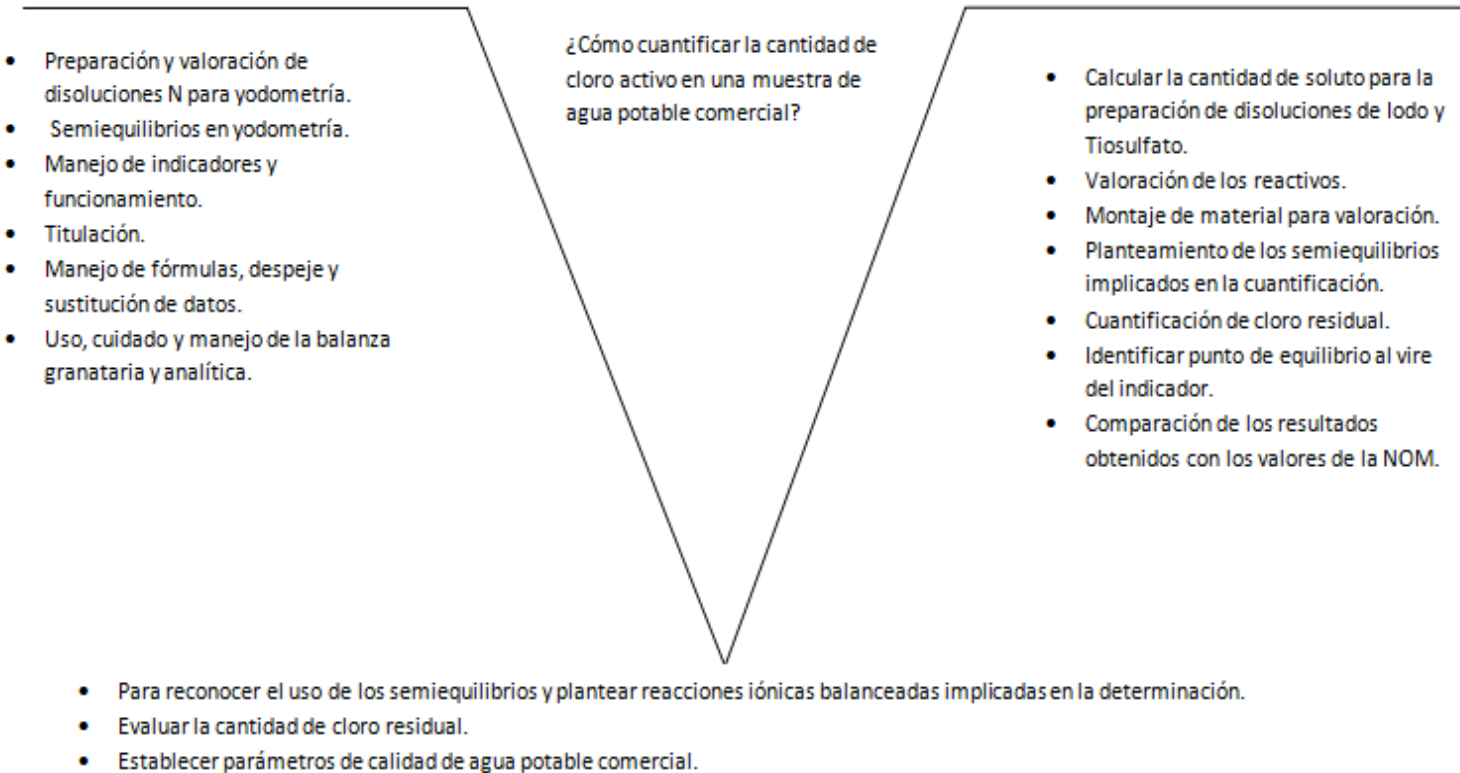 • Preparación y valoración de
disoluciones N para yodometría.
• Semiequilibrios en yodometría.
• Manejo de indicadores y
funcionamiento.
• Titulación.
• Manejo de fórmulas, despeje y
sustitución de datos.
• Uso, cuidado y manejo de la balanza
granataria y analítica.
¿Cómo cuantificar la cantidad de
cloro activo en una muestra de
agua potable comercial?
• Calcular la cantidad de soluto para la
preparación de disoluciones de Iodo y
Tiosulfato.
• Valoración de los reactivos.
• Montaje de material para valoración.
• Planteamiento de los semiequilibrios
implicados en la cuantificación.
• Cuantificación de cloro residual.
• Identificar punto de equilibrio al vire
del indicador.
• Comparación de los resultados
obtenidos con los valores de la NOM.
• Para reconocer el uso de los semiequilibrios y plantear reacciones iónicas balanceadas implicadas en la determinación.
• Evaluar la cantidad de cloro residual.
• Establecer parámetros de calidad de agua potable comercial.